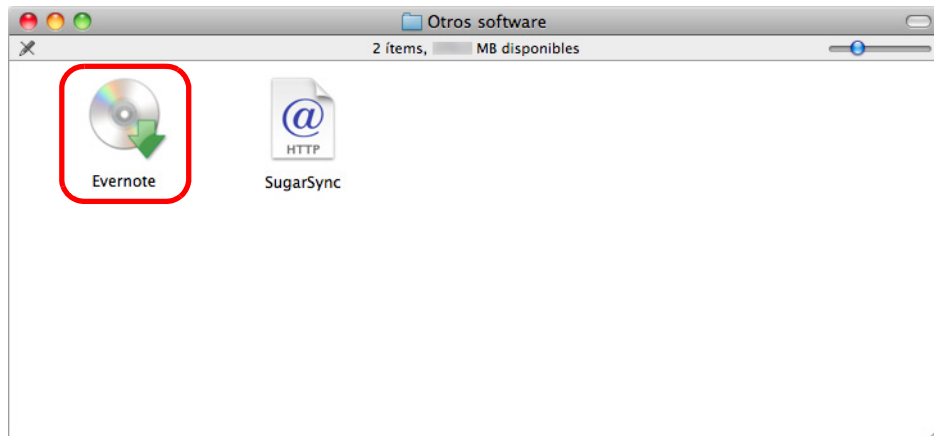 Otros software
2 ítems, MB disponibles
@
HTTP
Evernote
SugarSync